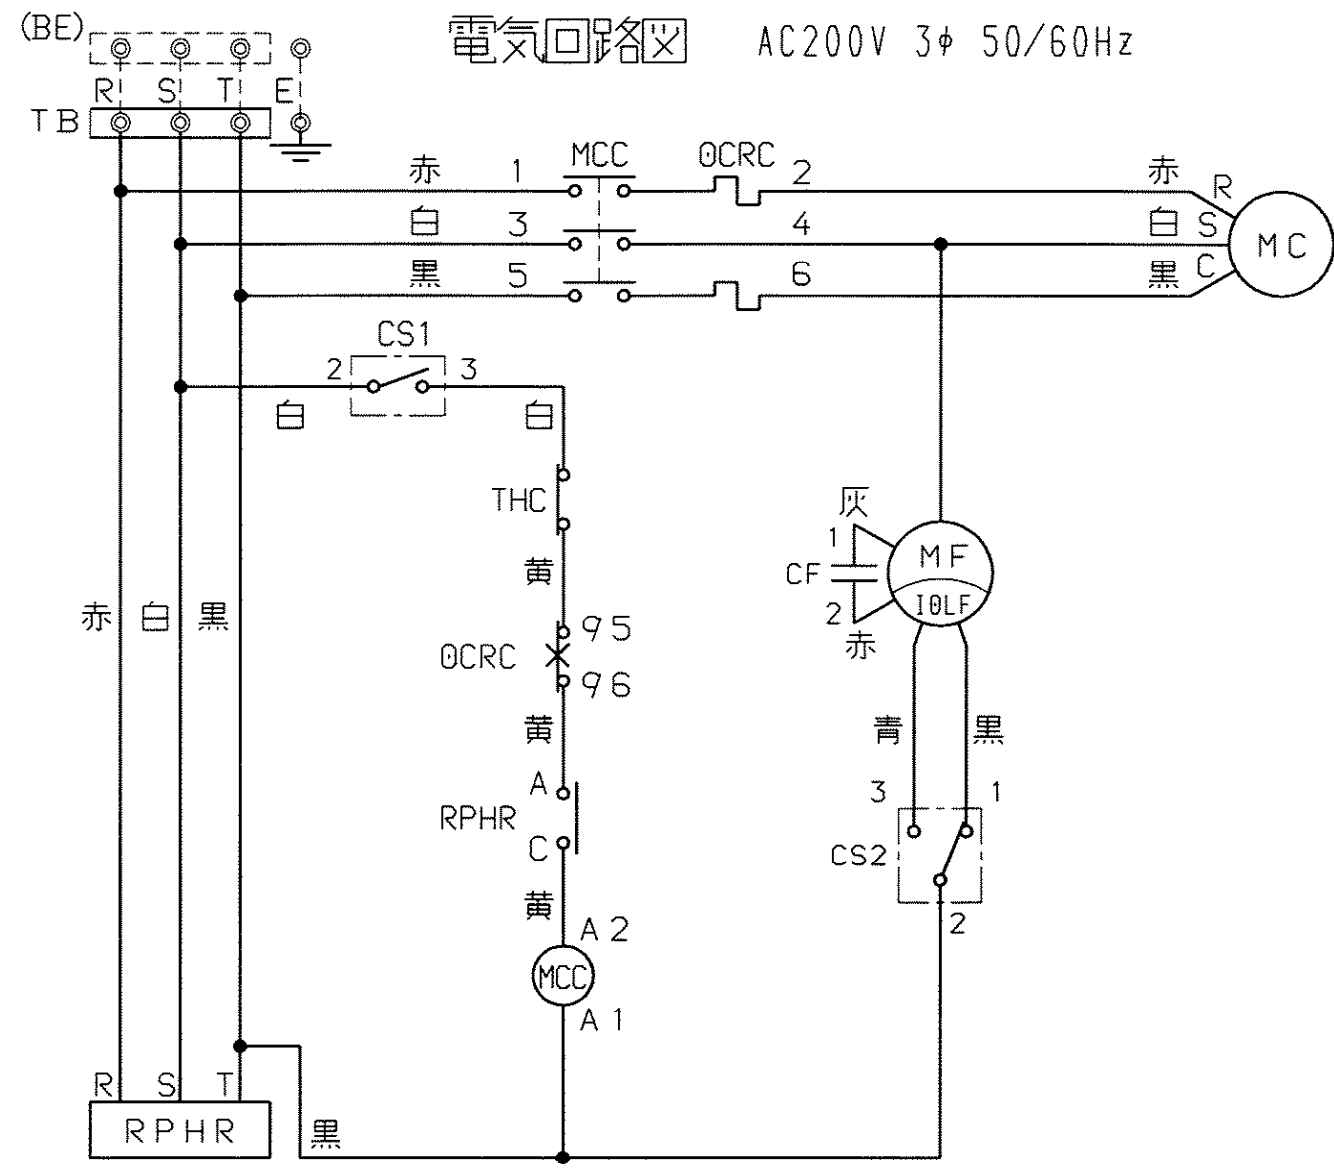 (BE)
電気回路図 AC200V 3φ 50/60Hz
R S T E
TB
赤 1 MCC OCRC 2 赤 R
白 3 4 白 S MC
黒 5 6 黒 C
CS1
2 3
白 白
THC
灰
1
MF
CF
IOLF
2
赤
黄
赤 白 黒
95
OCRC
96
黄
青 黒
A
3 1
RPHR
C
CS2
黄
A2
2
MCC
A1
R S T
RPHR
黒